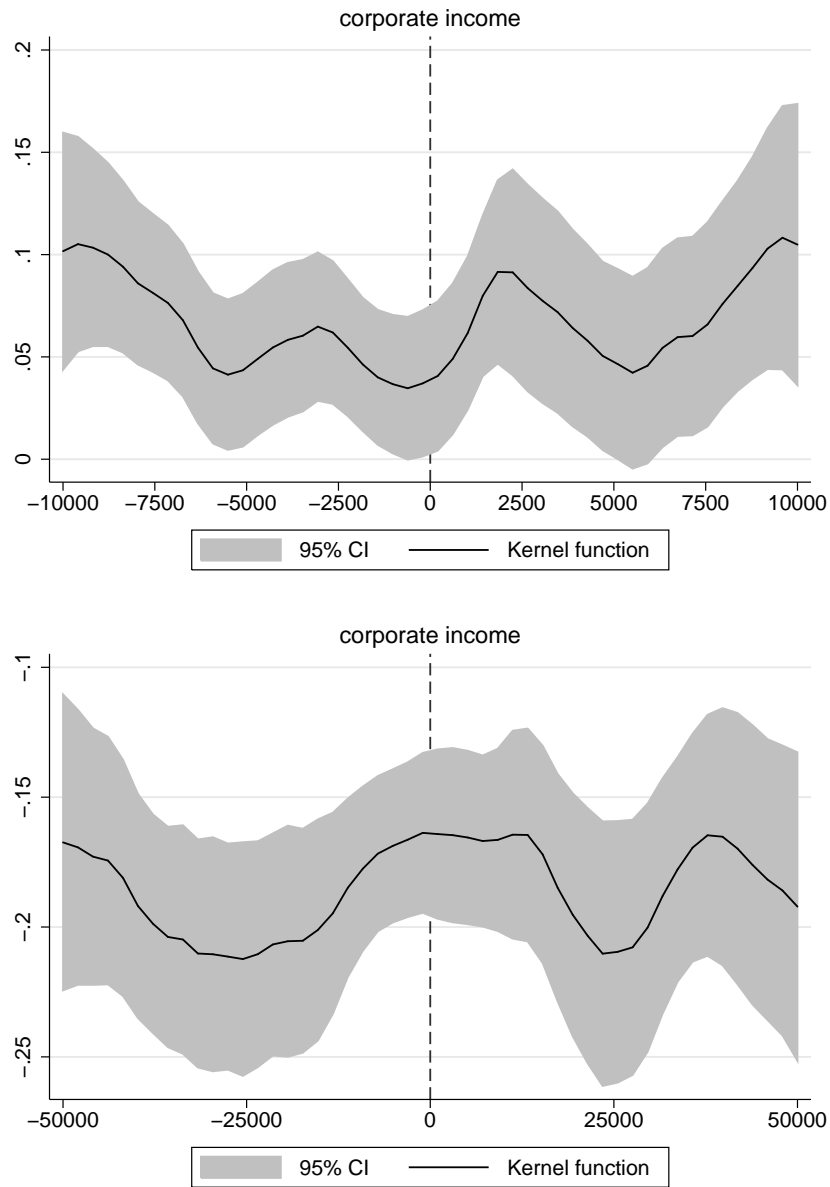 corporate income
.2
.15
.1
.05
0
−10000 −7500 −5000 −2500 0 2500 5000 7500 10000
95% CI Kernel function
corporate income
−.1
−.15
−.2
−.25
−50000 −25000 0 25000 50000
95% CI Kernel function